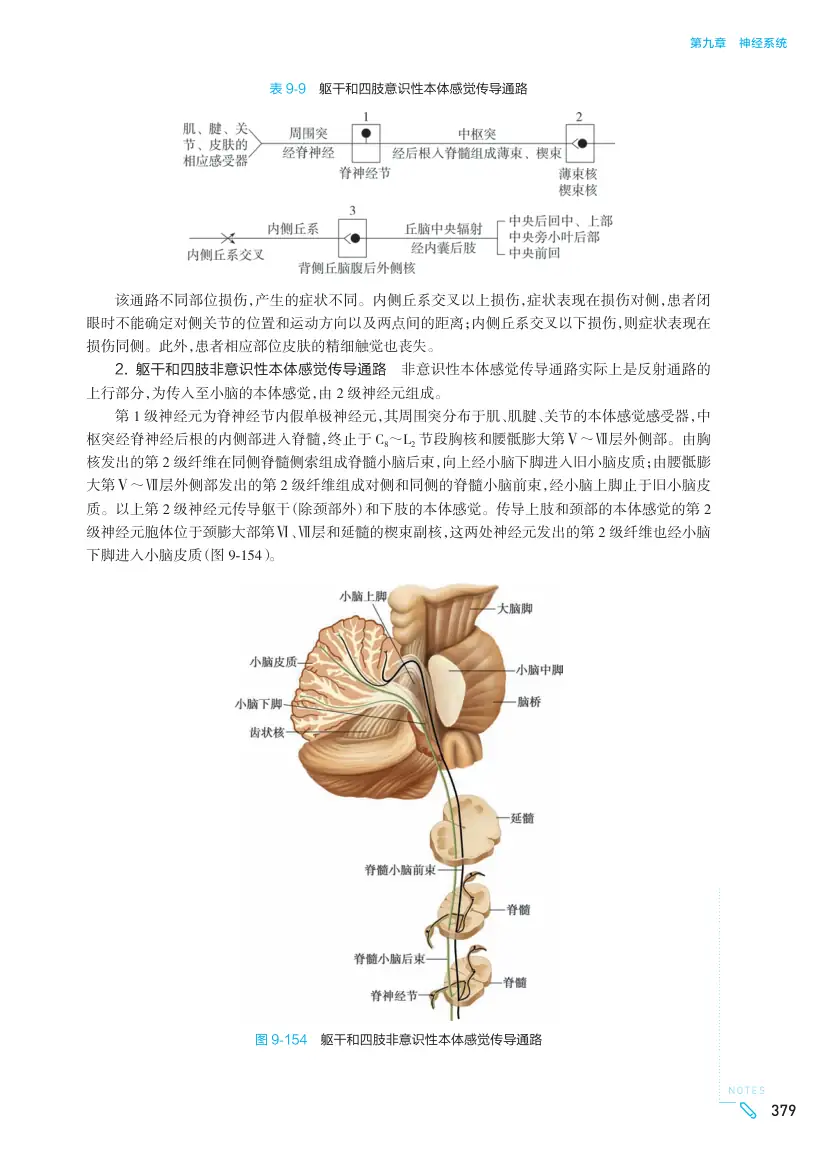 第九章 神经系统
表 9-9 躯干和四肢意识性本体感觉传导通路
肌、腱、关
节、皮肤的
相应感受器
周围突
经脊神经
1
脊神经节
中枢突
经后根入脊髓组成薄束、楔束
2
薄束核
楔束核
内侧丘系交叉
内侧丘系
3
背侧丘脑腹后外侧核
丘脑中央辐射
经内囊后肢
中央后回中、上部
中央旁小叶后部
中央前回
该通路不同部位损伤,产生的症状不同。内侧丘系交叉以上损伤,症状表现在损伤对侧,患者闭
眼时不能确定对侧关节的位置和运动方向以及两点间的距离;内侧丘系交叉以下损伤,则症状表现在
损伤同侧。此外,患者相应部位皮肤的精细触觉也丧失。
2. 躯干和四肢非意识性本体感觉传导通路 非意识性本体感觉传导通路实际上是反射通路的
上行部分,为传入至小脑的本体感觉,由 2 级神经元组成。
第 1 级神经元为脊神经节内假单极神经元,其周围突分布于肌、肌腱、关节的本体感觉感受器,中
枢突经脊神经后根的内侧部进入脊髓,终止于 C₈～L₂ 节段胸核和腰骶膨大第Ⅴ～Ⅶ层外侧部。由胸
核发出的第 2 级纤维在同侧脊髓侧索组成脊髓小脑后束,向上经小脑下脚进入旧小脑皮质;由腰骶膨
大第Ⅴ～Ⅶ层外侧部发出的第 2 级纤维组成对侧和同侧的脊髓小脑前束,经小脑上脚止于旧小脑皮
质。以上第 2 级神经元传导躯干(除颈部外)和下肢的本体感觉。传导上肢和颈部的本体感觉的第 2
级神经元胞体位于颈膨大部第Ⅵ、Ⅶ层和延髓的楔束副核,这两处神经元发出的第 2 级纤维也经小脑
下脚进入小脑皮质(图 9-154)。
小脑上脚
大脑脚
小脑皮质
小脑中脚
小脑下脚
脑桥
齿状核
延髓
脊髓小脑前束
脊髓
脊髓小脑后束
脊髓
脊神经节
图 9-154 躯干和四肢非意识性本体感觉传导通路
NOTES
379